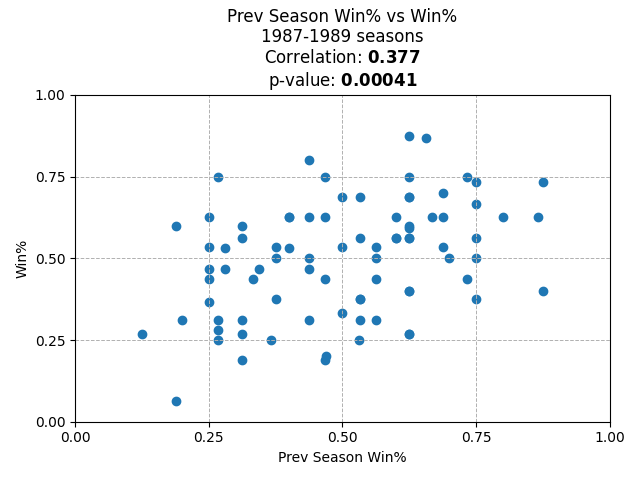 Prev Season Win% vs Win%
1987-1989 seasons
Correlation: 0.377
p-value: 0.00041
1.00
0.75
0.50
0.25
0.00
Win%
0.00 0.25 0.50 0.75 1.00
Prev Season Win%